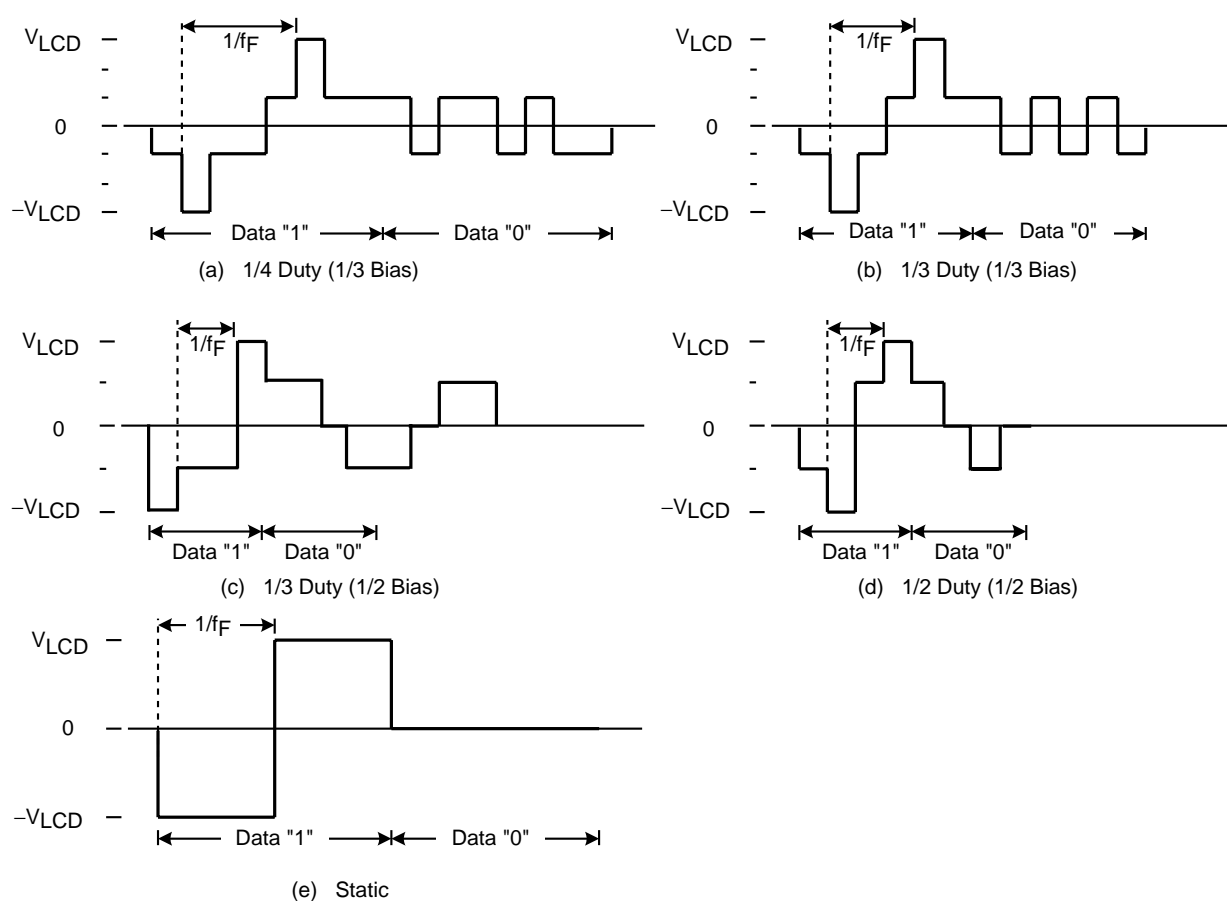 VLCD
0
−VLCD
1/fF
Data "1"
Data "0"
(a) 1/4 Duty (1/3 Bias)
VLCD
0
−VLCD
1/fF
Data "1"
Data "0"
(b) 1/3 Duty (1/3 Bias)
VLCD
0
−VLCD
1/fF
Data "1"
Data "0"
(c) 1/3 Duty (1/2 Bias)
VLCD
0
−VLCD
1/fF
Data "1"
Data "0"
(d) 1/2 Duty (1/2 Bias)
VLCD
0
−VLCD
1/fF
Data "1"
Data "0"
(e) Static